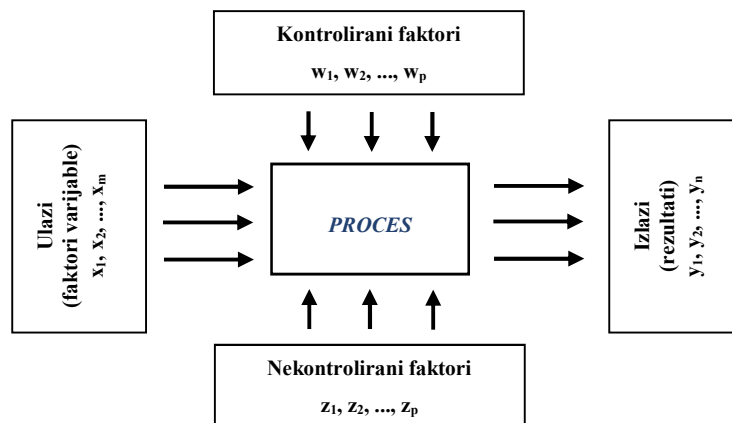 Kontrolirani faktori
w₁, w₂, ..., wₚ
Ulazi
(faktori varijable)
x₁, x₂, ..., xₘ
PROCES
Izlazi
(rezultati)
y₁, y₂, ..., yₙ
Nekontrolirani faktori
z₁, z₂, ..., zₚ